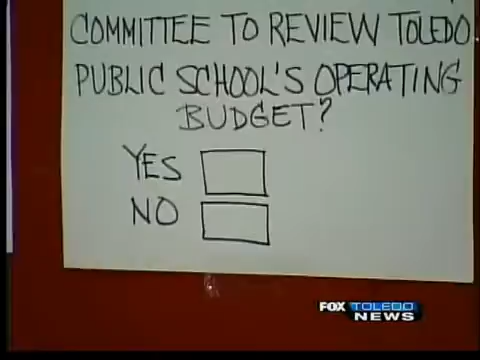 COMMITTEE TO REVIEW TOLEDO
PUBLIC SCHOOL'S OPERATING
BUDGET?
YES
NO
FOX TOLEDO
NEWS